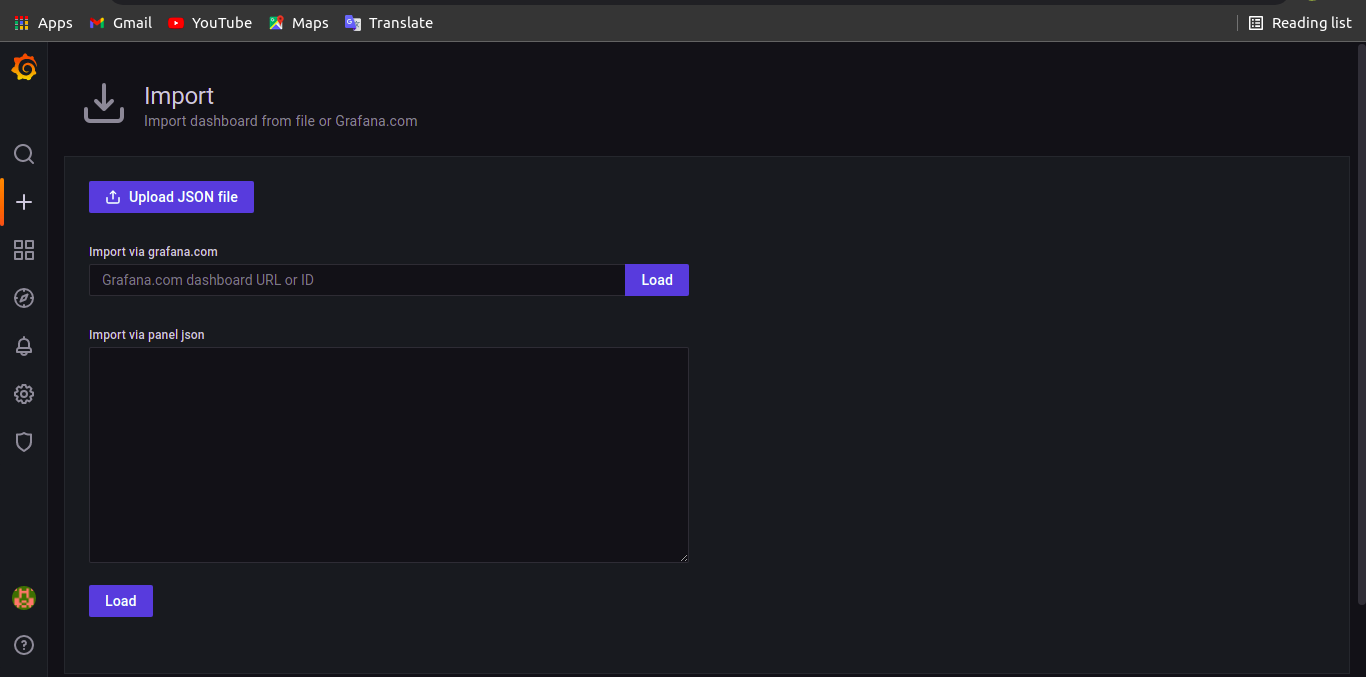 Apps Gmail YouTube Maps Translate Reading list
Import
Import dashboard from file or Grafana.com
Upload JSON file
Import via grafana.com
Grafana.com dashboard URL or ID Load
Import via panel json
Load